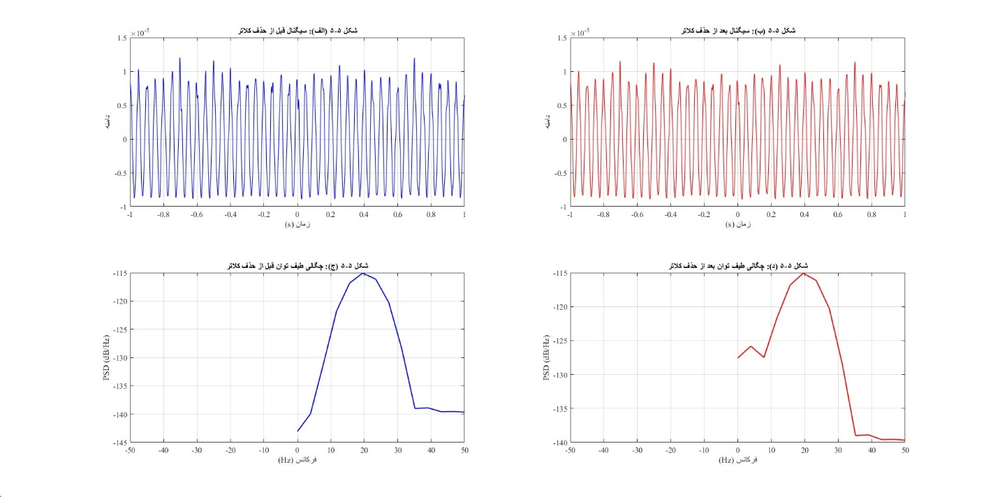 شکل ۵-۵ (الف): سیگنال قبل از حذف کلاتر
×10⁻⁵
1.5
1
0.5
0
-0.5
-1
دامنه
-1 -0.8 -0.6 -0.4 -0.2 0 0.2 0.4 0.6 0.8 1
زمان (s)
شکل ۵-۵ (ب): سیگنال بعد از حذف کلاتر
×10⁻⁵
1.5
1
0.5
0
-0.5
-1
دامنه
-1 -0.8 -0.6 -0.4 -0.2 0 0.2 0.4 0.6 0.8 1
زمان (s)
شکل ۵-۵ (ج): چگالی طیف توان قبل از حذف کلاتر
-115
-120
-125
-130
-135
-140
-145
PSD (dB/Hz)
-50 -40 -30 -20 -10 0 10 20 30 40 50
فرکانس (Hz)
شکل ۵-۵ (د): چگالی طیف توان بعد از حذف کلاتر
-115
-120
-125
-130
-135
-140
PSD (dB/Hz)
-50 -40 -30 -20 -10 0 10 20 30 40 50
فرکانس (Hz)